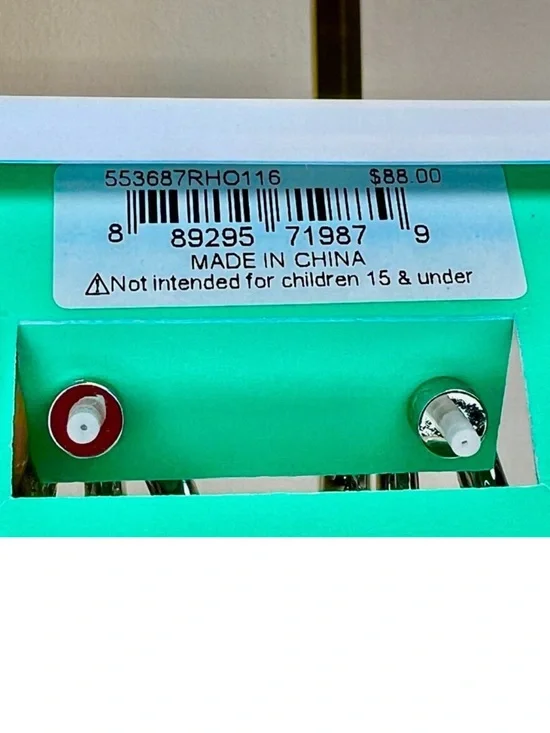 553687RHO116 $88.00
8 89295 71987 9
MADE IN CHINA
⚠Not intended for children 15 & under